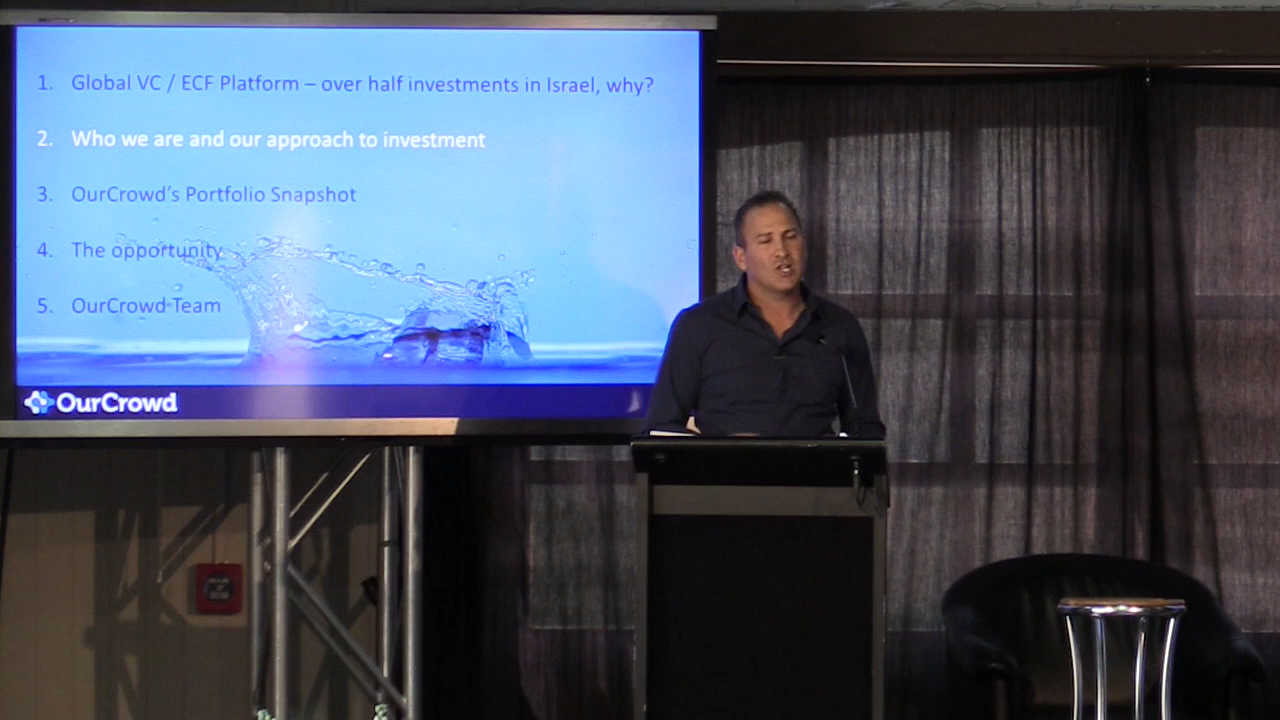 1. Global VC / ECF Platform – over half investments in Israel, why?
2. Who we are and our approach to investment
3. OurCrowd's Portfolio Snapshot
4. The opportunity
5. OurCrowd Team
OurCrowd